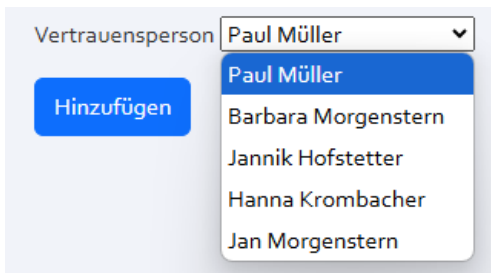 Vertrauensperson Paul Müller
Paul Müller
Hinzufügen
Barbara Morgenstern
Jannik Hofstetter
Hanna Krombacher
Jan Morgenstern